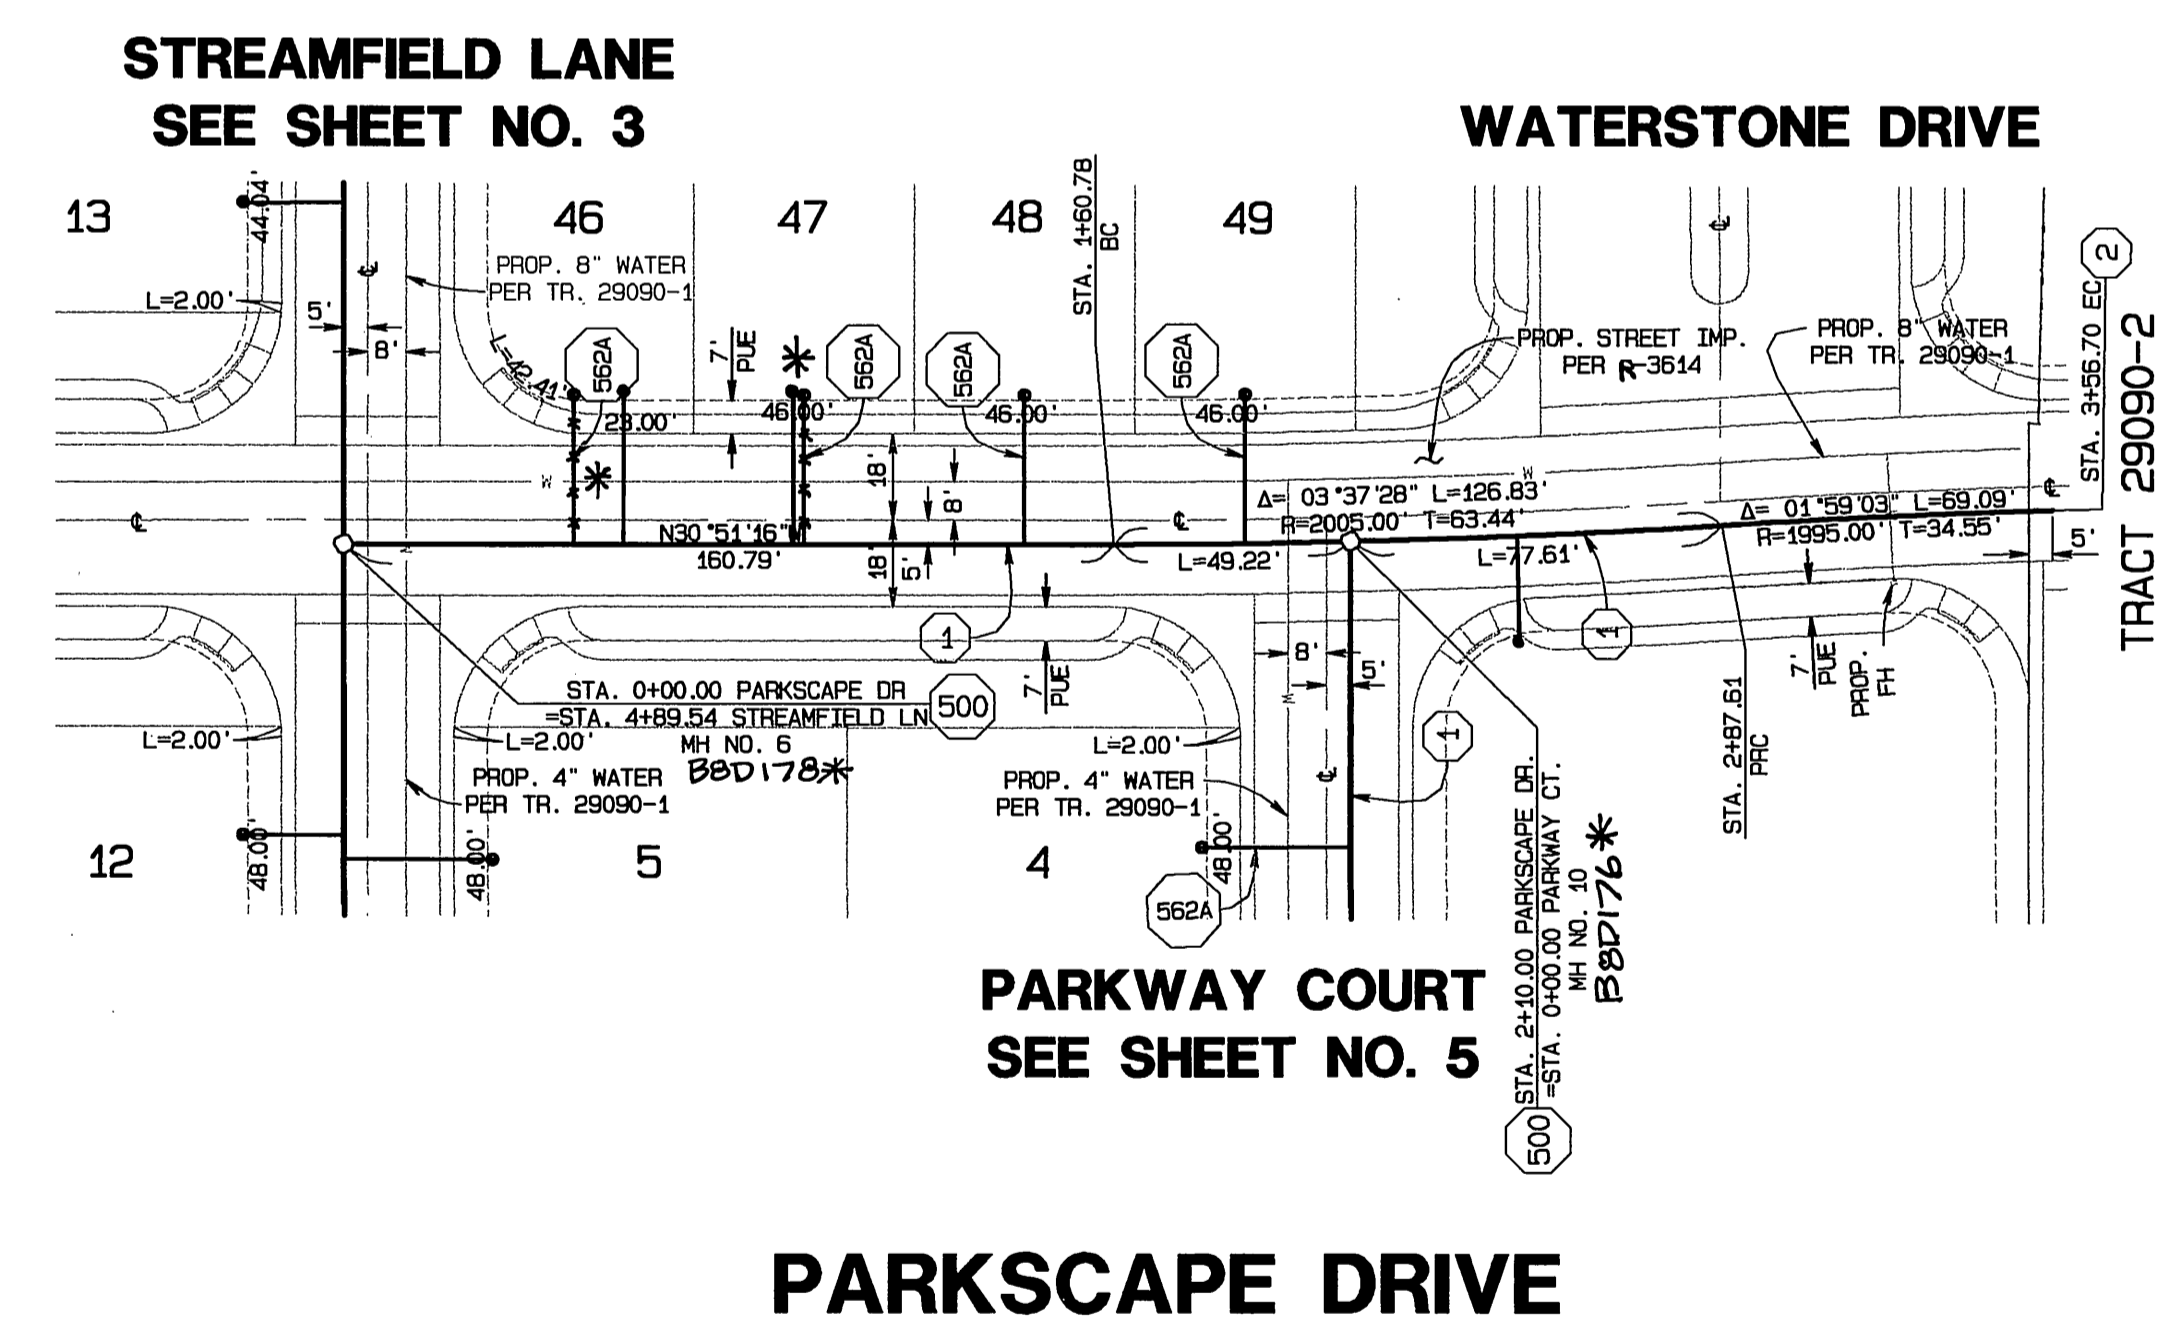 STREAMFIELD LANE
SEE SHEET NO. 3
WATERSTONE DRIVE
13
44.04'
46
47
48
49
STA. 1+60.78
BC
℄
℄
PROP. 8" WATER
PER TR. 29090-1
L=2.00'
5'
8'
L=42.41'
562A
7'
PUE
*
562A
562A
562A
PROP. STREET IMP.
PER R-3614
PROP. 8" WATER
PER TR. 29090-1
STA. 3+56.70 EC
2
TRACT 29090-2
23.00'
46.00'
46.00'
46.00'
W
*
18'
8'
W
℄
℄
℄
Δ= 03°37'28" L=126.83'
R=2005.00' T=63.44'
Δ= 01°59'03" L=69.09'
R=1995.00' T=34.55'
N30°51'16"W
160.79'
18'
5'
L=49.22'
L=77.61'
5'
1
1
8'
5'
7'
PUE
7'
PUE
PROP.
FH
W
STA. 0+00.00 PARKSCAPE DR
=STA. 4+89.54 STREAMFIELD LN
500
MH NO. 6
B8D178*
L=2.00'
L=2.00'
L=2.00'
1
STA. 2+87.61
PRC
PROP. 4" WATER
PER TR. 29090-1
PROP. 4" WATER
PER TR. 29090-1
℄
12
48.00'
48.00'
5
4
48.00'
562A
STA. 2+10.00 PARKSCAPE DR.
=STA. 0+00.00 PARKWAY CT.
MH NO. 10
B8D176*
500
PARKWAY COURT
SEE SHEET NO. 5
PARKSCAPE DRIVE